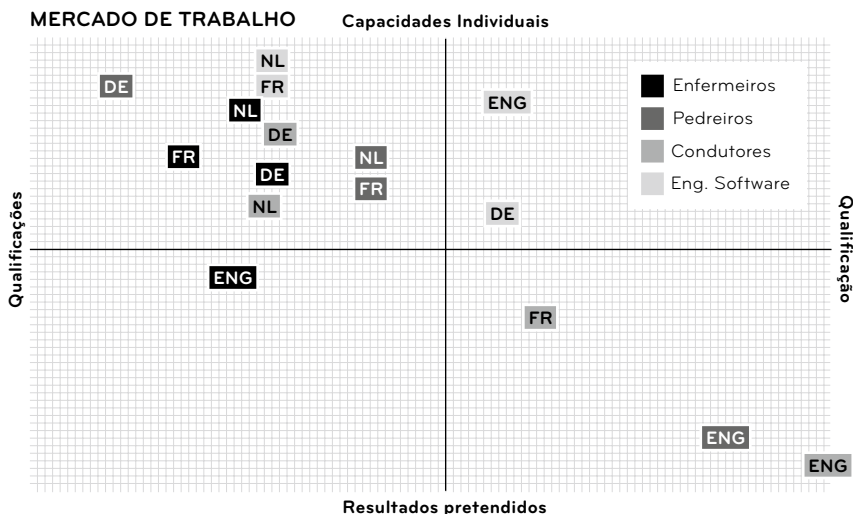 MERCADO DE TRABALHO
Capacidades Individuais
NL
DE
FR
ENG
NL
DE
FR
NL
DE
FR
NL
DE
ENG
FR
ENG
ENG
Enfermeiros
Pedreiros
Condutores
Eng. Software
Qualificações
Qualificação
Resultados pretendidos